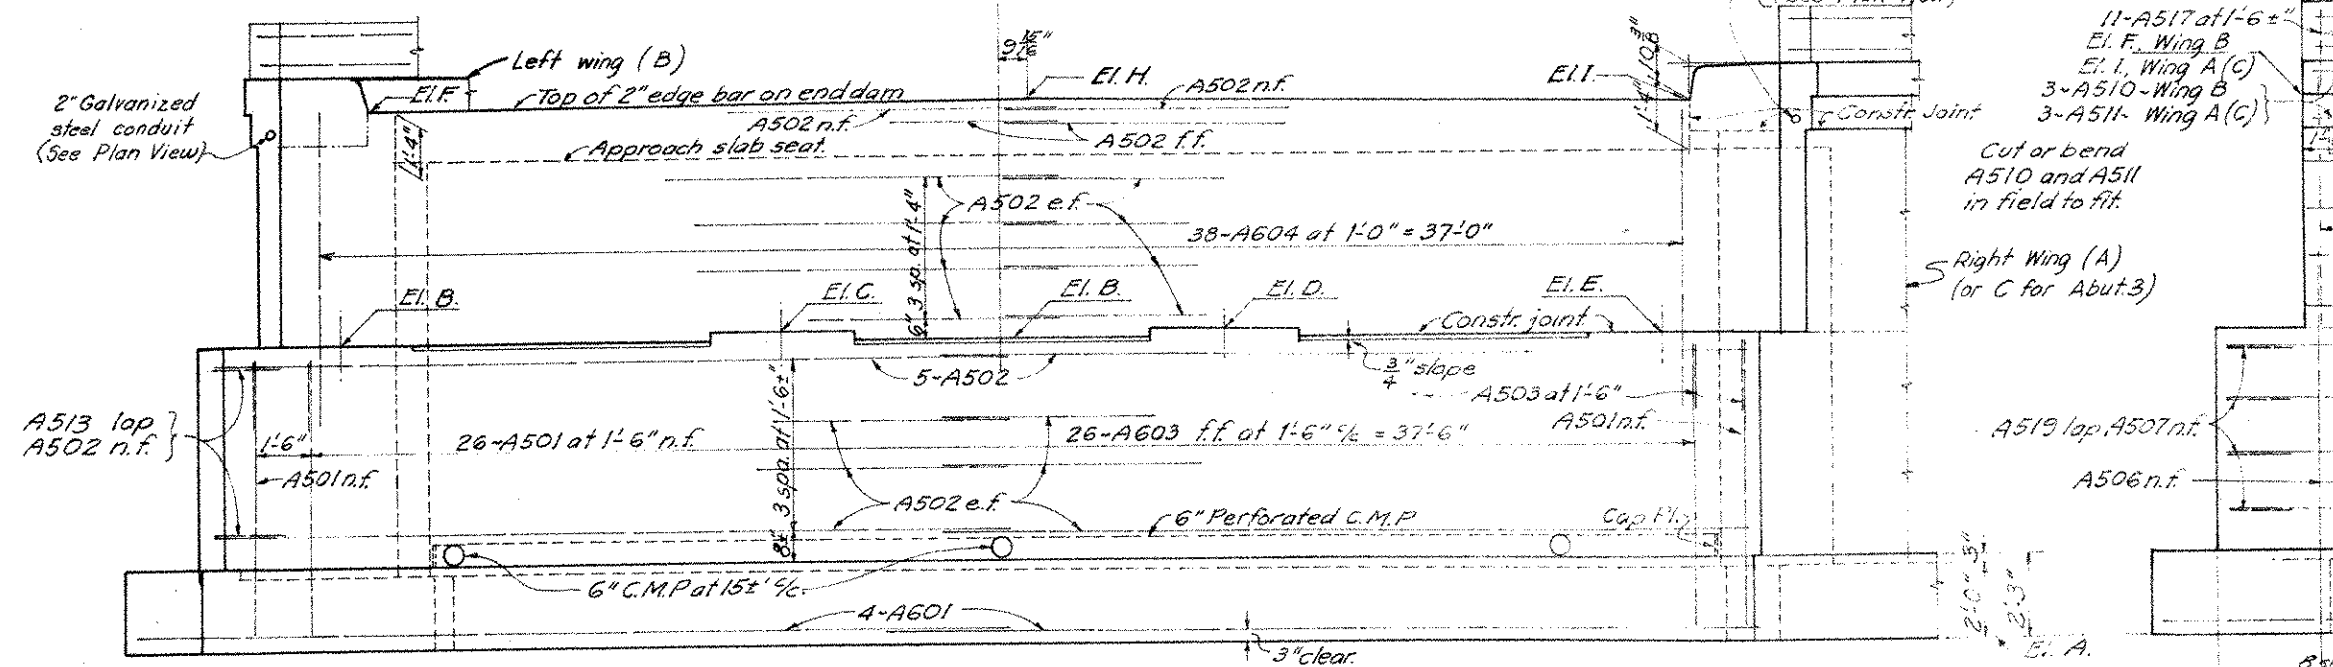 11-A517 at 1'-6"±
El. F, Wing B
El. I, Wing A (C)
3-A510-Wing B
3-A511- Wing A (C)
9 15/16"
Left wing (B)
El. F.
Top of 2" edge bar on end dam
El. H.
A502 n.f.
El. I.
1'-4"
2" Galvanized
steel conduit
(See Plan View)
A502 n.f.
A502 f.f.
Constr. Joint
1'-4"
Approach slab seat
Cut or bend
A510 and A511
in field to fit.
A502 e.f.
6" 3 sp. at 1'-4"
38-A604 at 1'-0" = 37'-0"
Right Wing (A)
(or C for Abut. 3)
El. B.
El. C.
El. B.
El. D.
El. E.
Constr. joint
5-A502
3/4" slope
A503 at 1'-6"
A501 n.f.
A513 lap
A502 n.f.
1'-6"
26-A501 at 1'-6" n.f.
8"± 3 spa. at 1'-6"±
26-A603 f.f. at 1'-6" c/c = 37'-6"
A519 lap A507 n.f.
A501 n.f.
A502 e.f.
A506 n.f.
6" Perforated C.M.P
Cap Pl.
6" C.M.P at 15±' c/c
4-A601
3" clear.
2'-0"
3"
2'-3"
El. A.